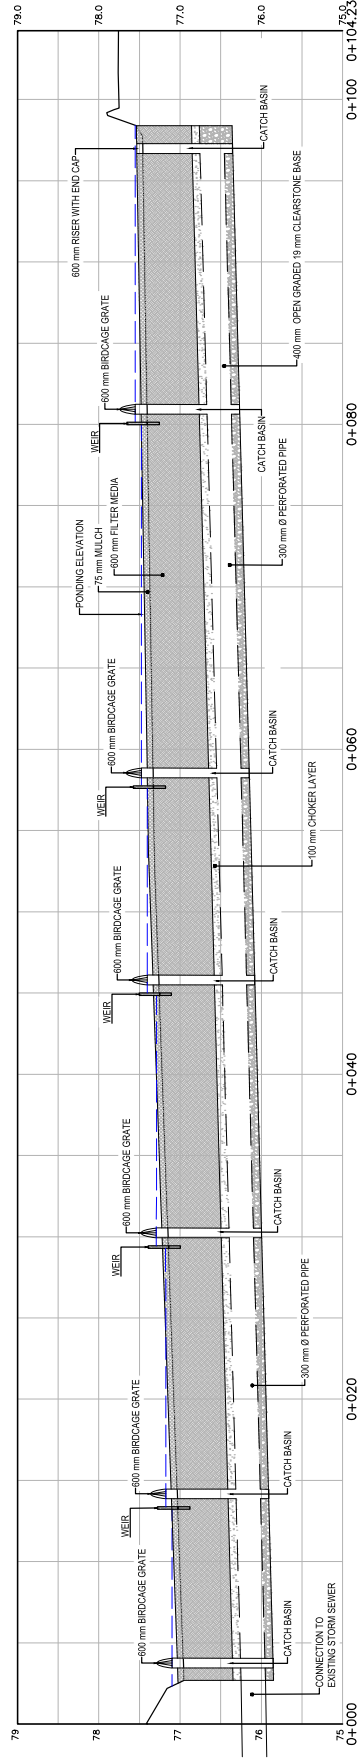 79
78
77
76
75
79.0
78.0
77.0
76.0
75.0
600 mm BIRDCAGE GRATE
WEIR
600 mm BIRDCAGE GRATE
WEIR
600 mm BIRDCAGE GRATE
WEIR
600 mm BIRDCAGE GRATE
WEIR
600 mm BIRDCAGE GRATE
PONDING ELEVATION
75 mm MULCH
600 mm FILTER MEDIA
WEIR
600 mm BIRDCAGE GRATE
600 mm RISER WITH END CAP
CONNECTION TO
EXISTING STORM SEWER
CATCH BASIN
CATCH BASIN
300 mm Ø PERFORATED PIPE
CATCH BASIN
CATCH BASIN
100 mm CHOKER LAYER
CATCH BASIN
300 mm Ø PERFORATED PIPE
CATCH BASIN
400 mm OPEN GRADED 19 mm CLEARSTONE BASE
CATCH BASIN
0+000
0+020
0+040
0+060
0+080
0+100
0+104.23